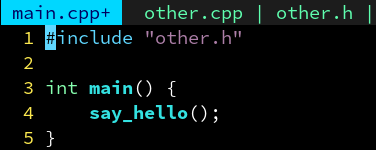 main.cpp+ other.cpp | other.h |
1 #include "other.h"
2
3 int main() {
4     say_hello();
5 }